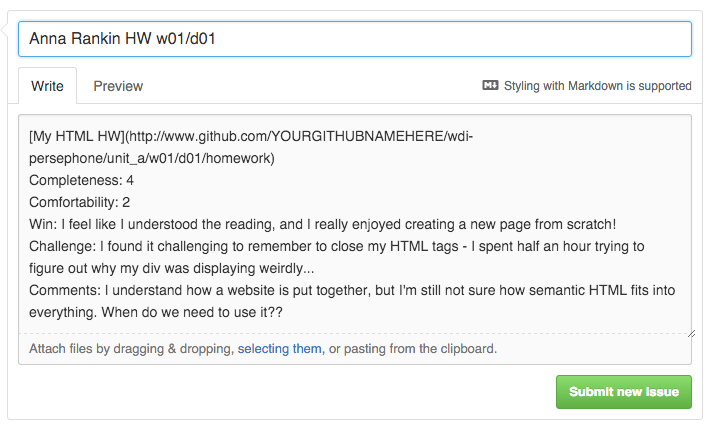 Anna Rankin HW w01/d01
Write Preview Styling with Markdown is supported
[My HTML HW](http://www.github.com/YOURGITHUBNAMEHERE/wdi-
persephone/unit_a/w01/d01/homework)
Completeness: 4
Comfortability: 2
Win: I feel like I understood the reading, and I really enjoyed creating a new page from scratch!
Challenge: I found it challenging to remember to close my HTML tags - I spent half an hour trying to
figure out why my div was displaying weirdly...
Comments: I understand how a website is put together, but I'm still not sure how semantic HTML fits into
everything. When do we need to use it??
Attach files by dragging & dropping, selecting them, or pasting from the clipboard.
Submit new issue